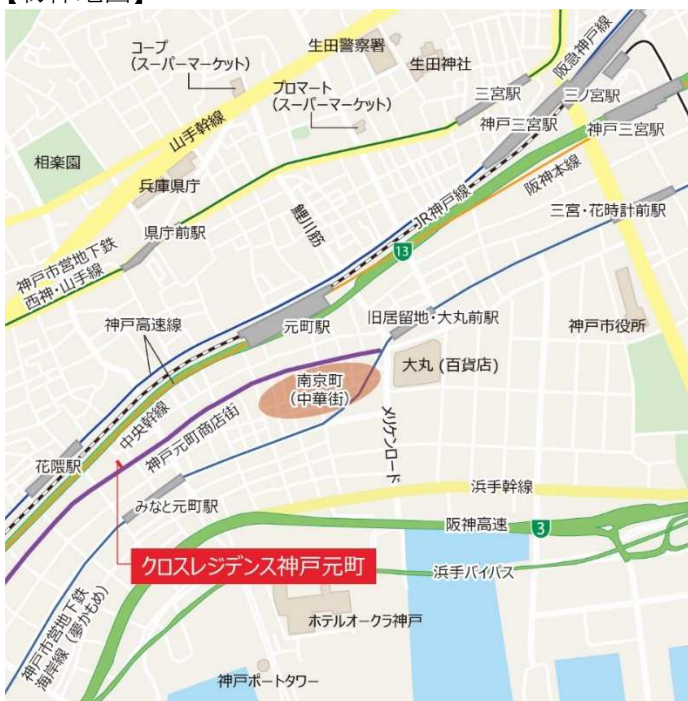 【物件地図】
コープ
(スーパーマーケット)
生田警察署
生田神社
プロマート
(スーパーマーケット)
三宮駅
阪急神戸線
三ノ宮駅
神戸三宮駅
神戸三宮駅
山手幹線
相楽園
兵庫県庁
鯉川筋
JR神戸線
阪神本線
三宮・花時計前駅
県庁前駅
13
神戸市営地下鉄
西神・山手線
神戸高速線
元町駅
旧居留地・大丸前駅
神戸市役所
大丸 (百貨店)
南京町
(中華街)
中央幹線
神戸元町商店街
メリケンロード
花隈駅
みなと元町駅
浜手幹線
阪神高速
3
クロスレジデンス神戸元町
浜手バイパス
神戸市営地下鉄
海岸線 (夢かもめ)
ホテルオークラ神戸
神戸ポートタワー